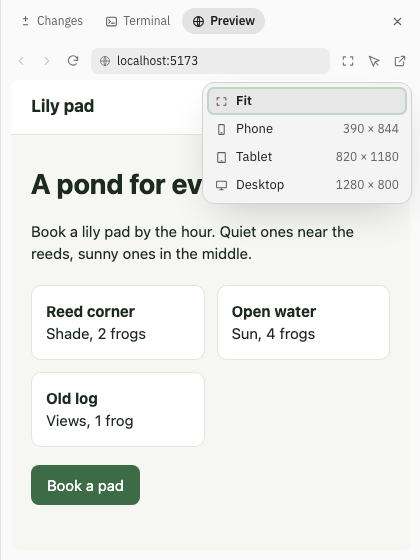 Changes
Terminal
Preview
localhost:5173
Lily pad
Fit
Phone 390 × 844
Tablet 820 × 1180
Desktop 1280 × 800
A pond for ev
Book a lily pad by the hour. Quiet ones near the
reeds, sunny ones in the middle.
Reed corner
Shade, 2 frogs
Open water
Sun, 4 frogs
Old log
Views, 1 frog
Book a pad